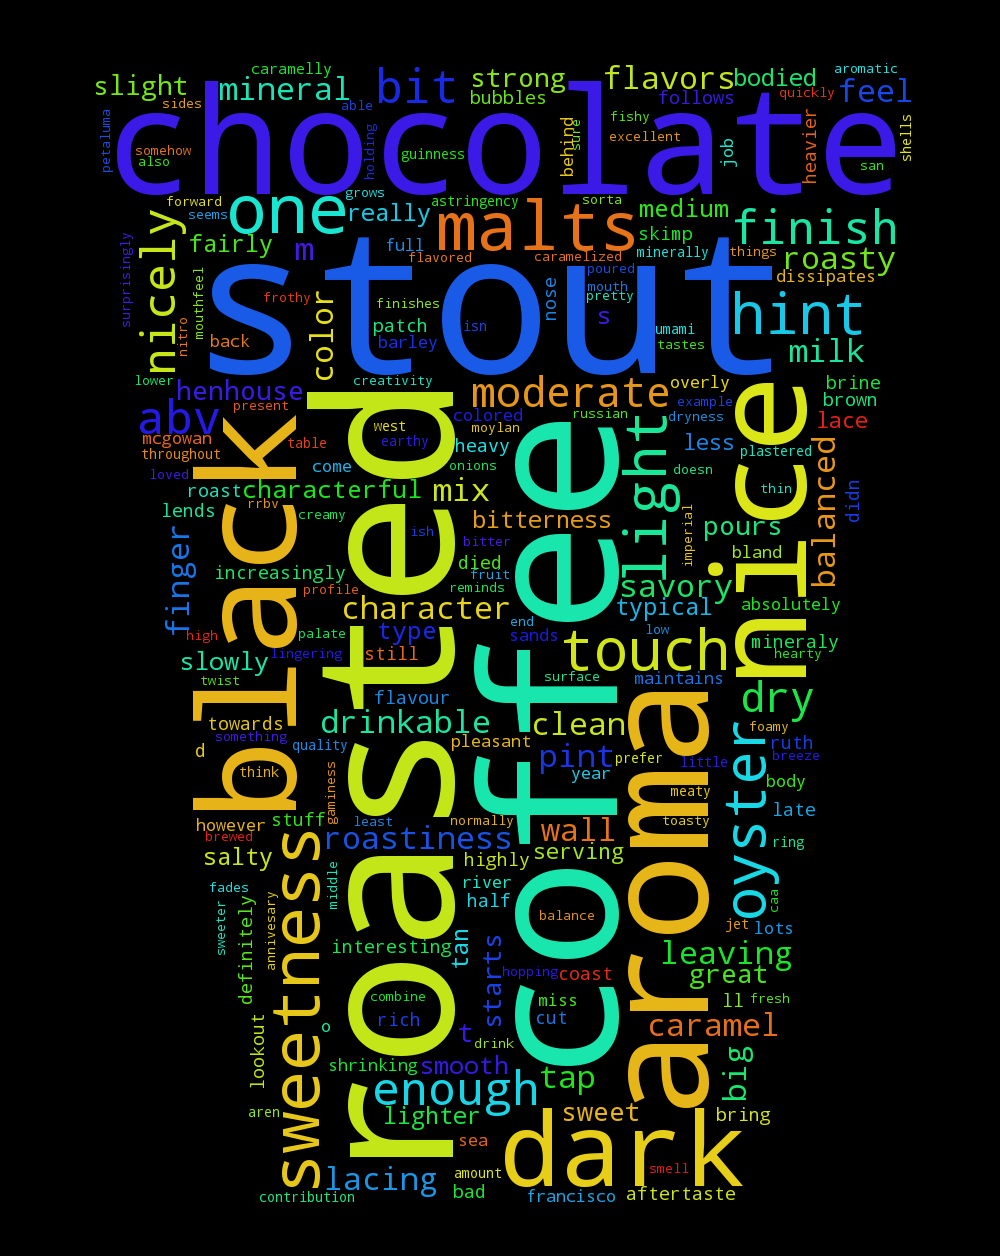 caramelly
aromatic
slight
mineral
bit
strong
flavors
bodied
feel
sides
able
bubbles
follows
quickly
petaluma
chocolate
holding
guinness
behind
sure
fishy
excellent
job
heavier
shells
somehow
also
san
forward
grows
astringency
sorta
seems
one
really
malts
medium
finish
nicely
fairly
m
full
skimp
roasty
surprisingly
mouthfeel
flavored
caramelized
minerally
things
dissipates
stout
poured
mouth
pretty
nose
frothy
finishes
nitro
color
patch
isn
s
umami
hint
back
barley
tastes
milk
lower
creativity
moderate
overly
brine
henhouse
example
brown
abv
present
colored
russian
dryness
lace
west
moylan
mcgowan
table
earthy
heavy
less
plastered
throughout
black
roasted
coffee
light
nice
balanced
loved
come
onions
doesn
roast
characterful
mix
thin
didn
rrbv
lends
creamy
bitterness
imperial
pours
finger
ish
bitter
bland
increasingly
died
fruit
savory
profile
reminds
character
typical
absolutely
high
palate
type
end
sands
low
touch
mineraly
slowly
lingering
still
hearty
twist
surface
maintains
flavour
dry
towards
drinkable
clean
foamy
something
quality
d
pleasant
pint
prefer
oyster
ruth
breeze
little
think
year
body
gaminess
meaty
aroma
stuff
least
normally
toasty
late
however
brewed
roastiness
wall
salty
highly
serving
ring
sweetness
middle
river
half
fades
caa
sweeter
definitely
annivesary
balance
jet
lots
interesting
tan
starts
leaving
hopping
coast
great
combine
miss
ll
fresh
lookout
o
rich
cut
caramel
t
drink
shrinking
smooth
big
enough
tap
aren
lighter
sweet
bring
dark
sea
lacing
amount
smell
contribution
bad
francisco
aftertaste